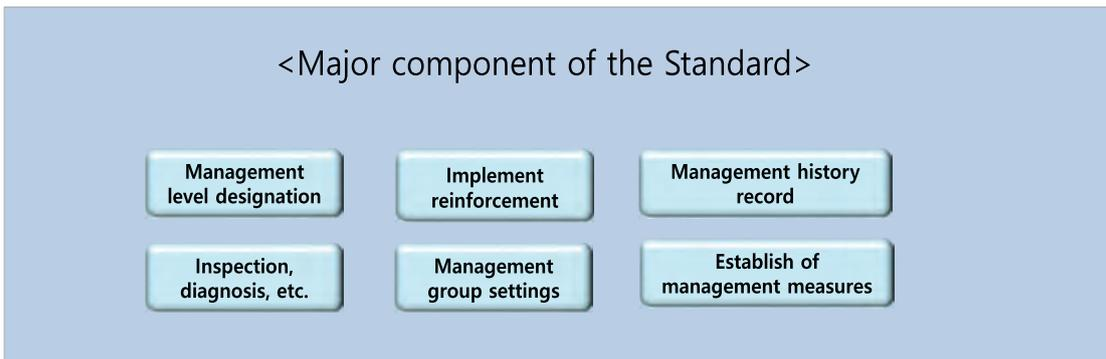 <Major component of the Standard>
Management
level designation
Implement
reinforcement
Management history
record
Inspection,
diagnosis, etc.
Management
group settings
Establish of
management measures